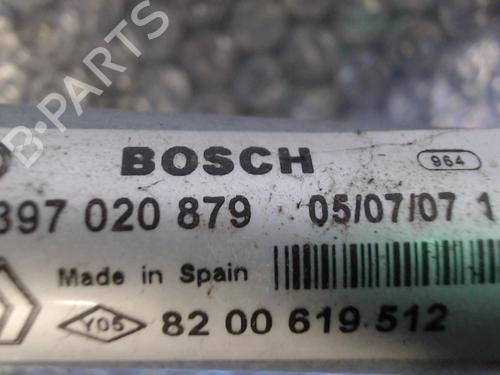 BOSCH
964
397 020 879 05/07/07 1
Made in Spain
Y05 82 00 619 512
B-PARTS